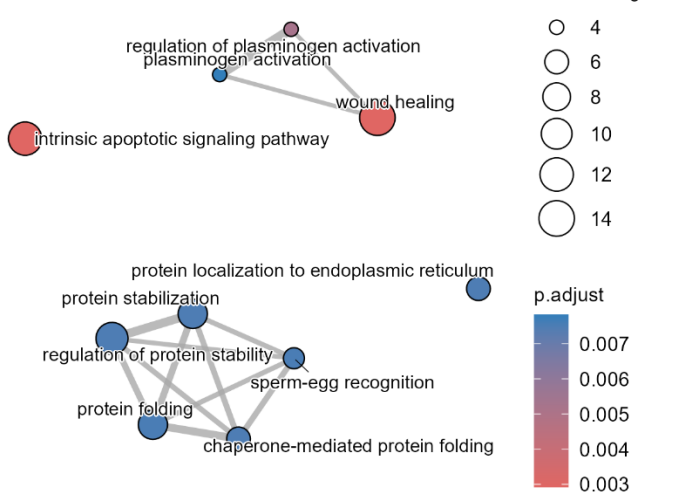 regulation of plasminogen activation
plasminogen activation
wound healing
intrinsic apoptotic signaling pathway
protein localization to endoplasmic reticulum
protein stabilization
regulation of protein stability
sperm-egg recognition
protein folding
chaperone-mediated protein folding
4
6
8
10
12
14
p.adjust
0.007
0.006
0.005
0.004
0.003